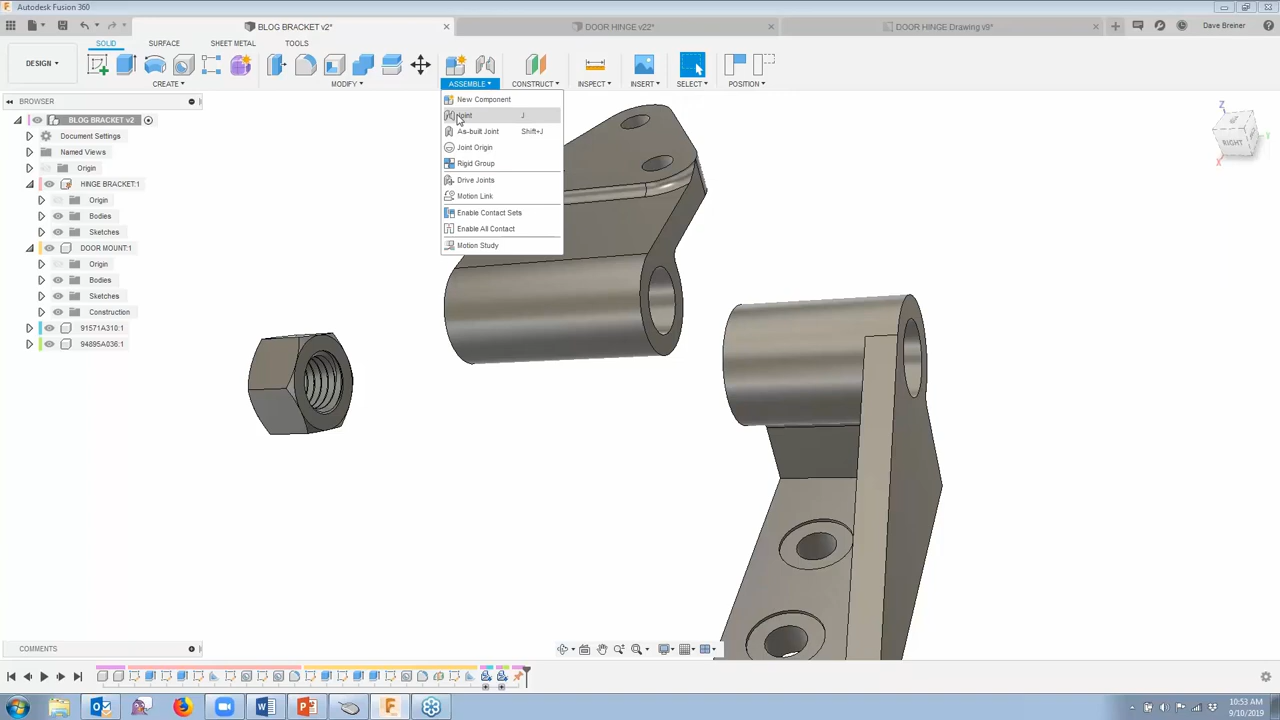 Autodesk Fusion 360
BLOG BRACKET v2*
DOOR HINGE v22*
DOOR HINGE Drawing v9*
Dave Breiner
SOLID
SURFACE
SHEET METAL
TOOLS
DESIGN
CREATE
MODIFY
ASSEMBLE
CONSTRUCT
INSPECT
INSERT
SELECT
POSITION
BROWSER
BLOG BRACKET v2
Document Settings
Named Views
Origin
HINGE BRACKET:1
Origin
Bodies
Sketches
DOOR MOUNT:1
Origin
Bodies
Sketches
Construction
91571A310:1
94895A036:1
New Component
Joint J
As-built Joint Shift+J
Joint Origin
Rigid Group
Drive Joints
Motion Link
Enable Contact Sets
Enable All Contact
Motion Study
Z
RIGHT
X
Y
COMMENTS
10:53 AM
9/10/2019